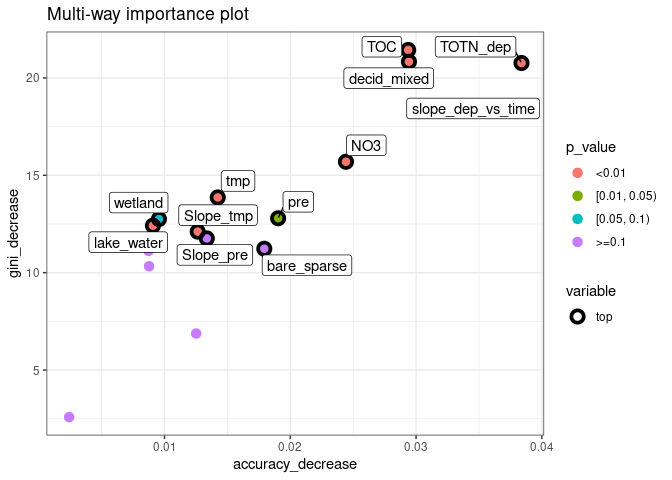 Multi-way importance plot
TOC
TOTN_dep
decid_mixed
slope_dep_vs_time
NO3
tmp
pre
wetland
Slope_tmp
lake_water
Slope_pre
bare_sparse
20
15
10
5
gini_decrease
0.01
0.02
0.03
0.04
accuracy_decrease
p_value
<0.01
[0.01, 0.05)
[0.05, 0.1)
>=0.1
variable
top